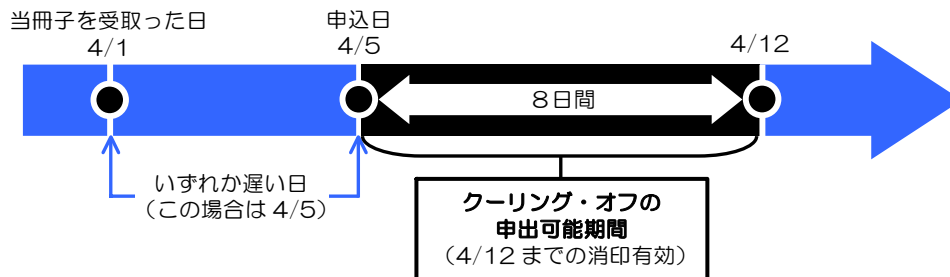 当冊子を受取った日
4/1
申込日
4/5
4/12
8日間
いずれか遅い日
（この場合は 4/5）
クーリング・オフの
申出可能期間
（4/12 までの消印有効）